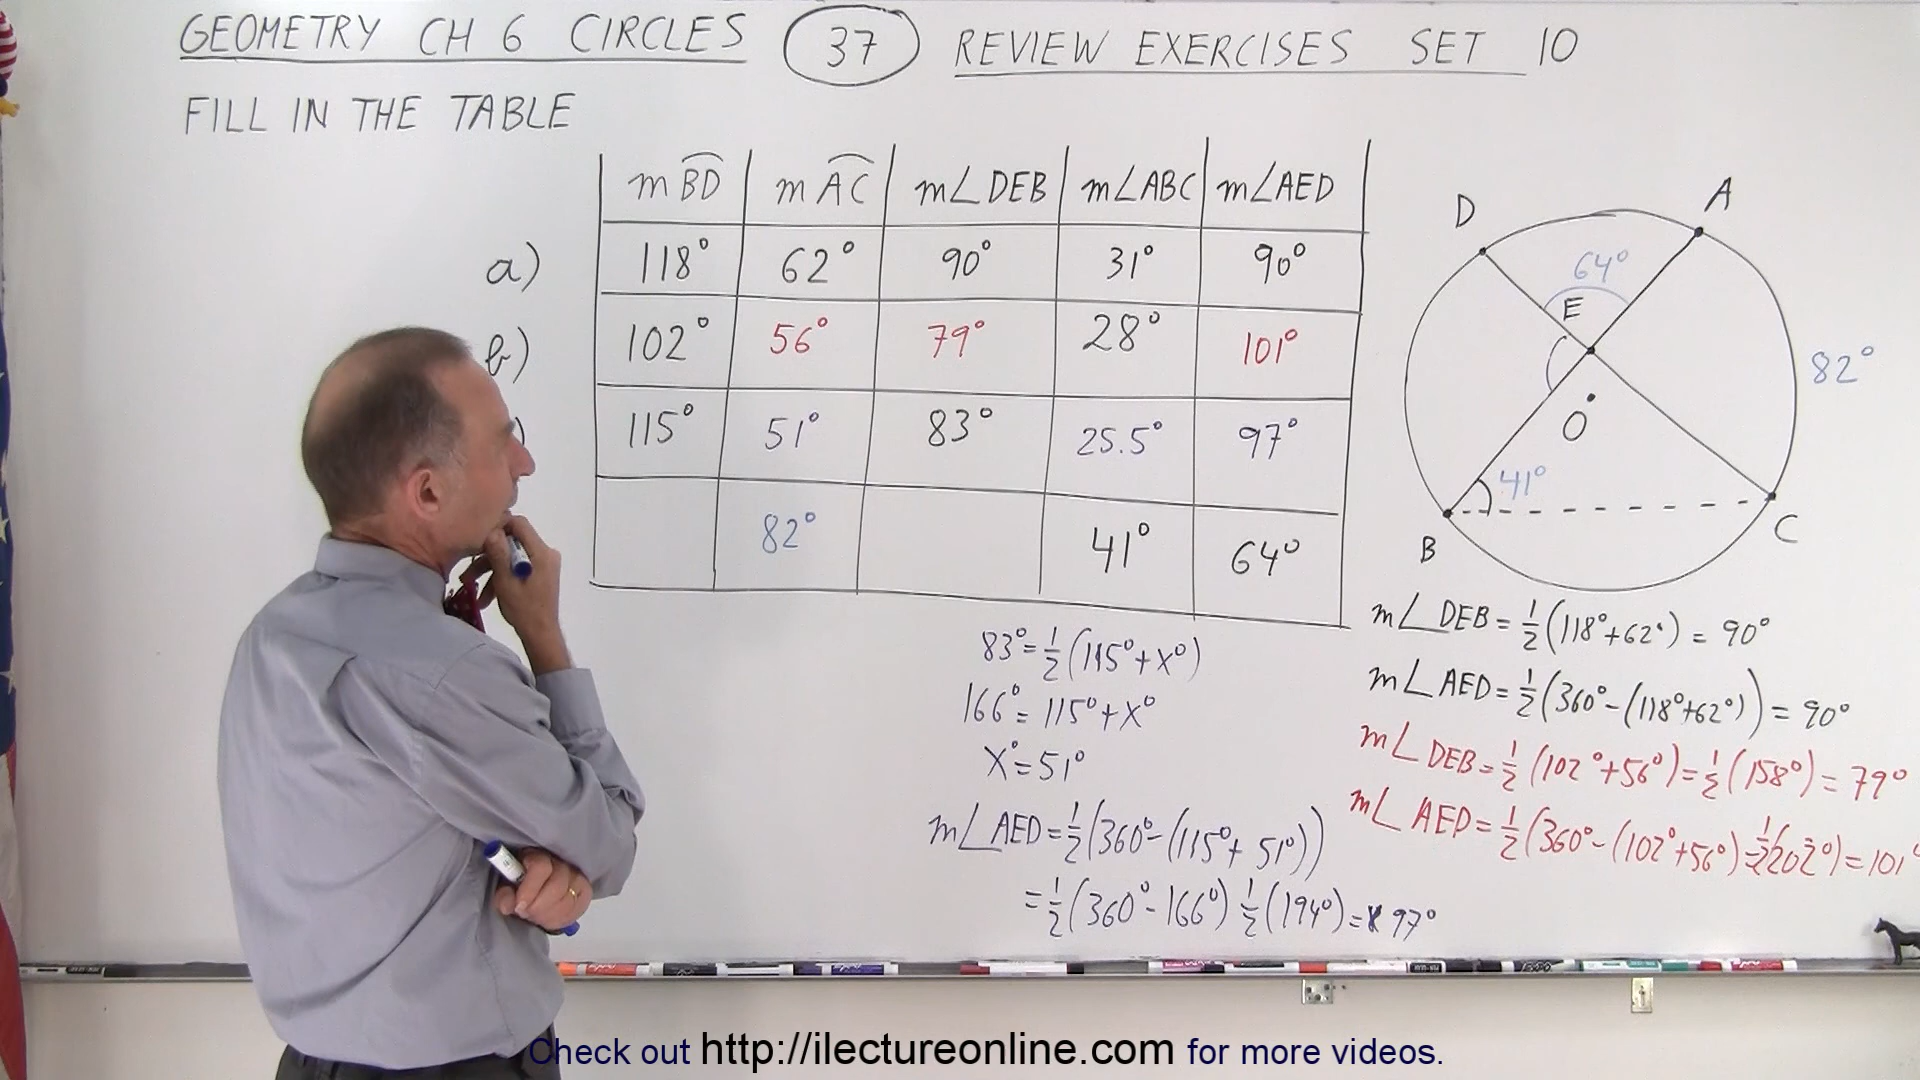 GEOMETRY CH 6 CIRCLES 37 REVIEW EXERCISES SET 10
FILL IN THE TABLE
m BD m AC m∠DEB m∠ABC m∠AED
a) 118° 62° 90° 31° 90°
b) 102° 56° 79° 28° 101°
) 115° 51° 83° 25.5° 97°
82° 41° 64°
D A
64°
E
82°
O
41°
B C
83° = ½(115° + x°)
166° = 115° + x°
x° = 51°
m∠AED = ½(360° - (115° + 51°))
= ½(360° - 166°) ½(194°) = 97°
m∠DEB = ½(118° + 62°) = 90°
m∠AED = ½(360° - (118° + 62°)) = 90°
m∠DEB = ½(102° + 56°) = ½(158°) = 79°
m∠AED = ½(360° - (102° + 56°) = ½(202°) = 101°
Check out http://ilectureonline.com for more videos.